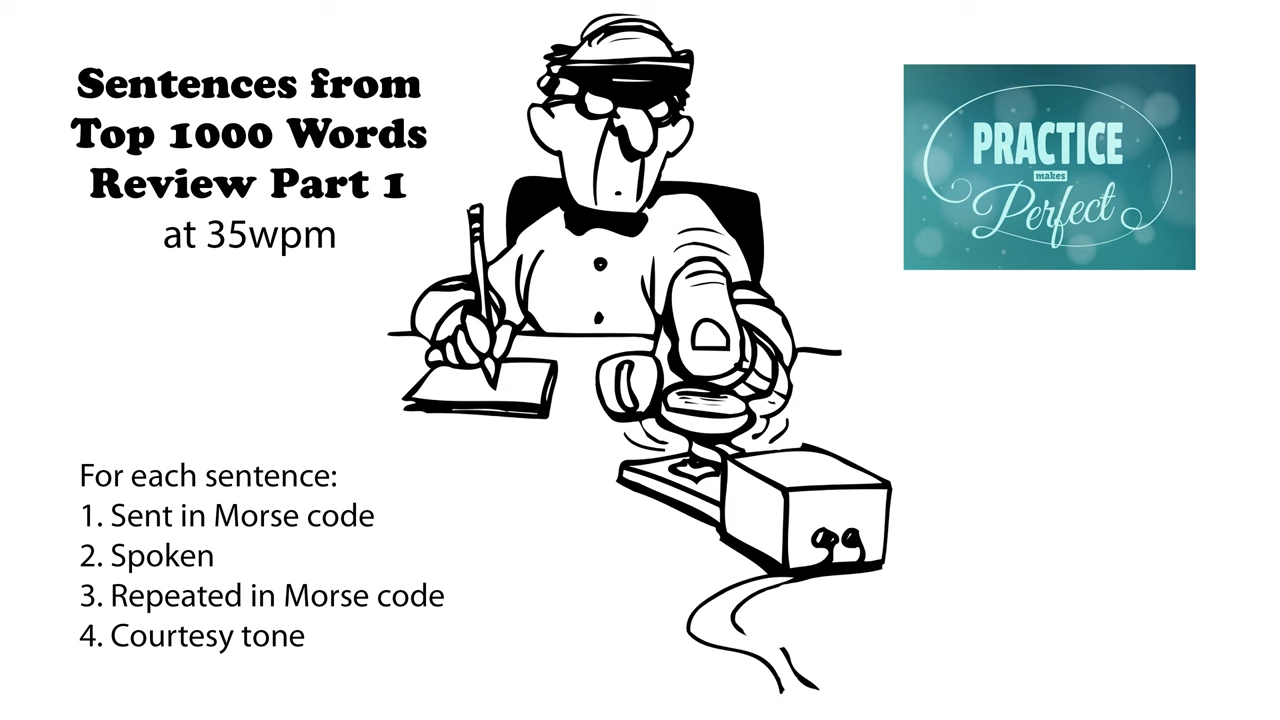 Sentences from
Top 1000 Words
Review Part 1
at 35wpm
PRACTICE
makes
Perfect
For each sentence:
1. Sent in Morse code
2. Spoken
3. Repeated in Morse code
4. Courtesy tone